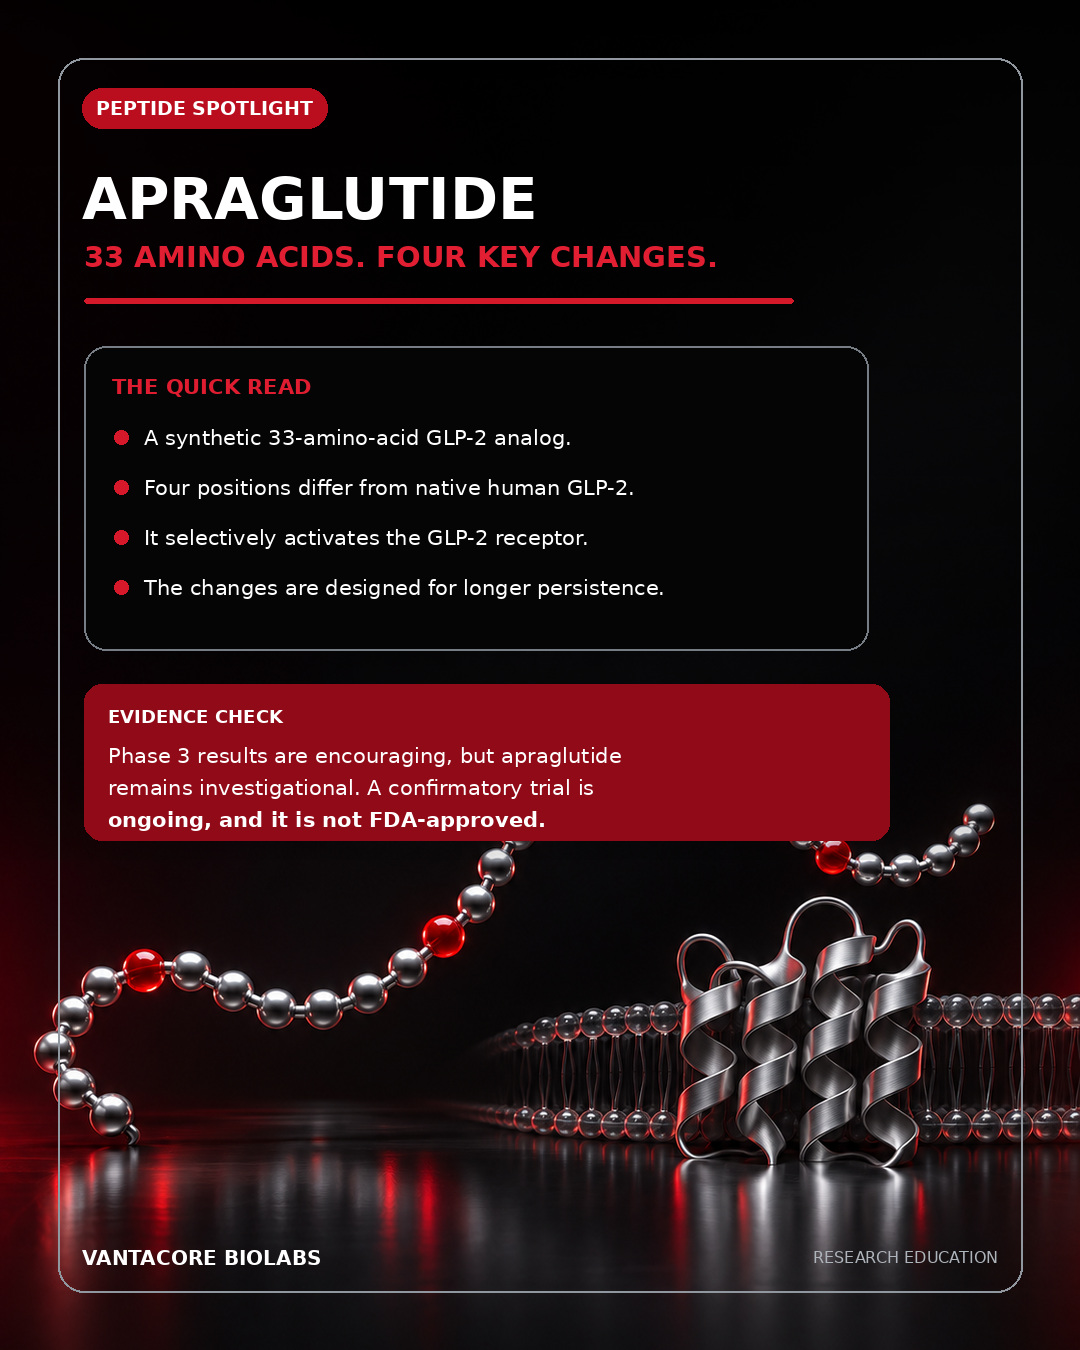 PEPTIDE SPOTLIGHT
APRAGLUTIDE
33 AMINO ACIDS. FOUR KEY CHANGES.
THE QUICK READ
A synthetic 33-amino-acid GLP-2 analog.
Four positions differ from native human GLP-2.
It selectively activates the GLP-2 receptor.
The changes are designed for longer persistence.
EVIDENCE CHECK
Phase 3 results are encouraging, but apraglutide
remains investigational. A confirmatory trial is
ongoing, and it is not FDA-approved.
VANTACORE BIOLABS
RESEARCH EDUCATION